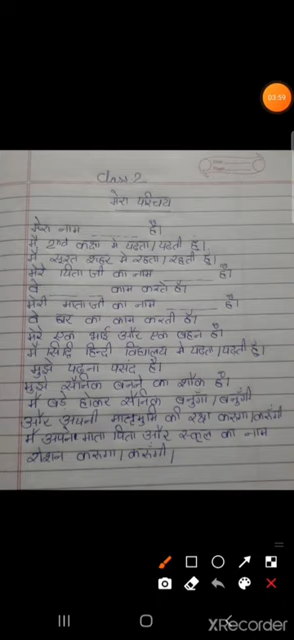 03:59
Class 2
मेरा परिचय
मेरा नाम ______ है।
मैं 2nd कक्षा में पढ़ता/पढ़ती हूं।
मैं सूरत शहर में रहता/रहती हूं।
मेरे पिता जी का नाम ______ है।
वे ______ काम करते हैं।
मेरी माता जी का नाम ______ है।
वे घर का काम करती है।
मेरे एक भाई और एक बहन है।
मैं हिन्दी विद्यालय में पढ़ता/पढ़ती हूं।
मुझे पढ़ना पसंद है।
मुझे सैनिक बनने का शौक है।
मैं बड़े होकर सैनिक बनूंगा/बनूंगी
और अपनी मातृभूमि की रक्षा करूंगा/करूंगी
मैं अपने माता पिता और स्कूल का नाम
रोशन करूंगा/करूंगी।
XRecorder